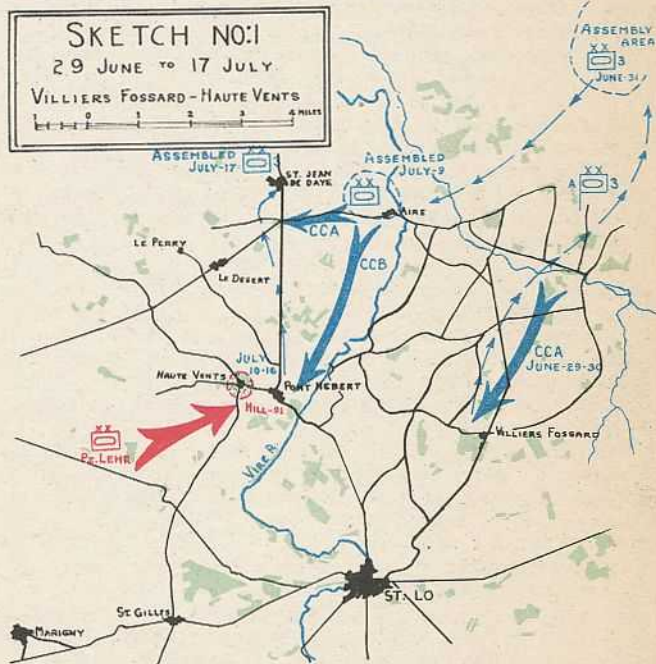 SKETCH NO:1
29 JUNE TO 17 JULY
VILLIERS FOSSARD - HAUTE VENTS
1 0 1 2 3 4 MILES
ASSEMBLY
AREA
XX
3
JUNE-31
ASSEMBLED
JULY-17
XX
3
ST. JEAN
DE DAYE
ASSEMBLED
JULY-9
XX
XX
A 3
AIRE
CCA
CCB
LE PERRY
LE DESERT
CCA
JUNE-29-30
JULY
10-16
HAUTE VENTS
PONT HEBERT
HILL-91
XX
PZ. LEHR
VILLIERS FOSSARD
VIRE R.
ST. LO
ST. GILLES
MARIGNY